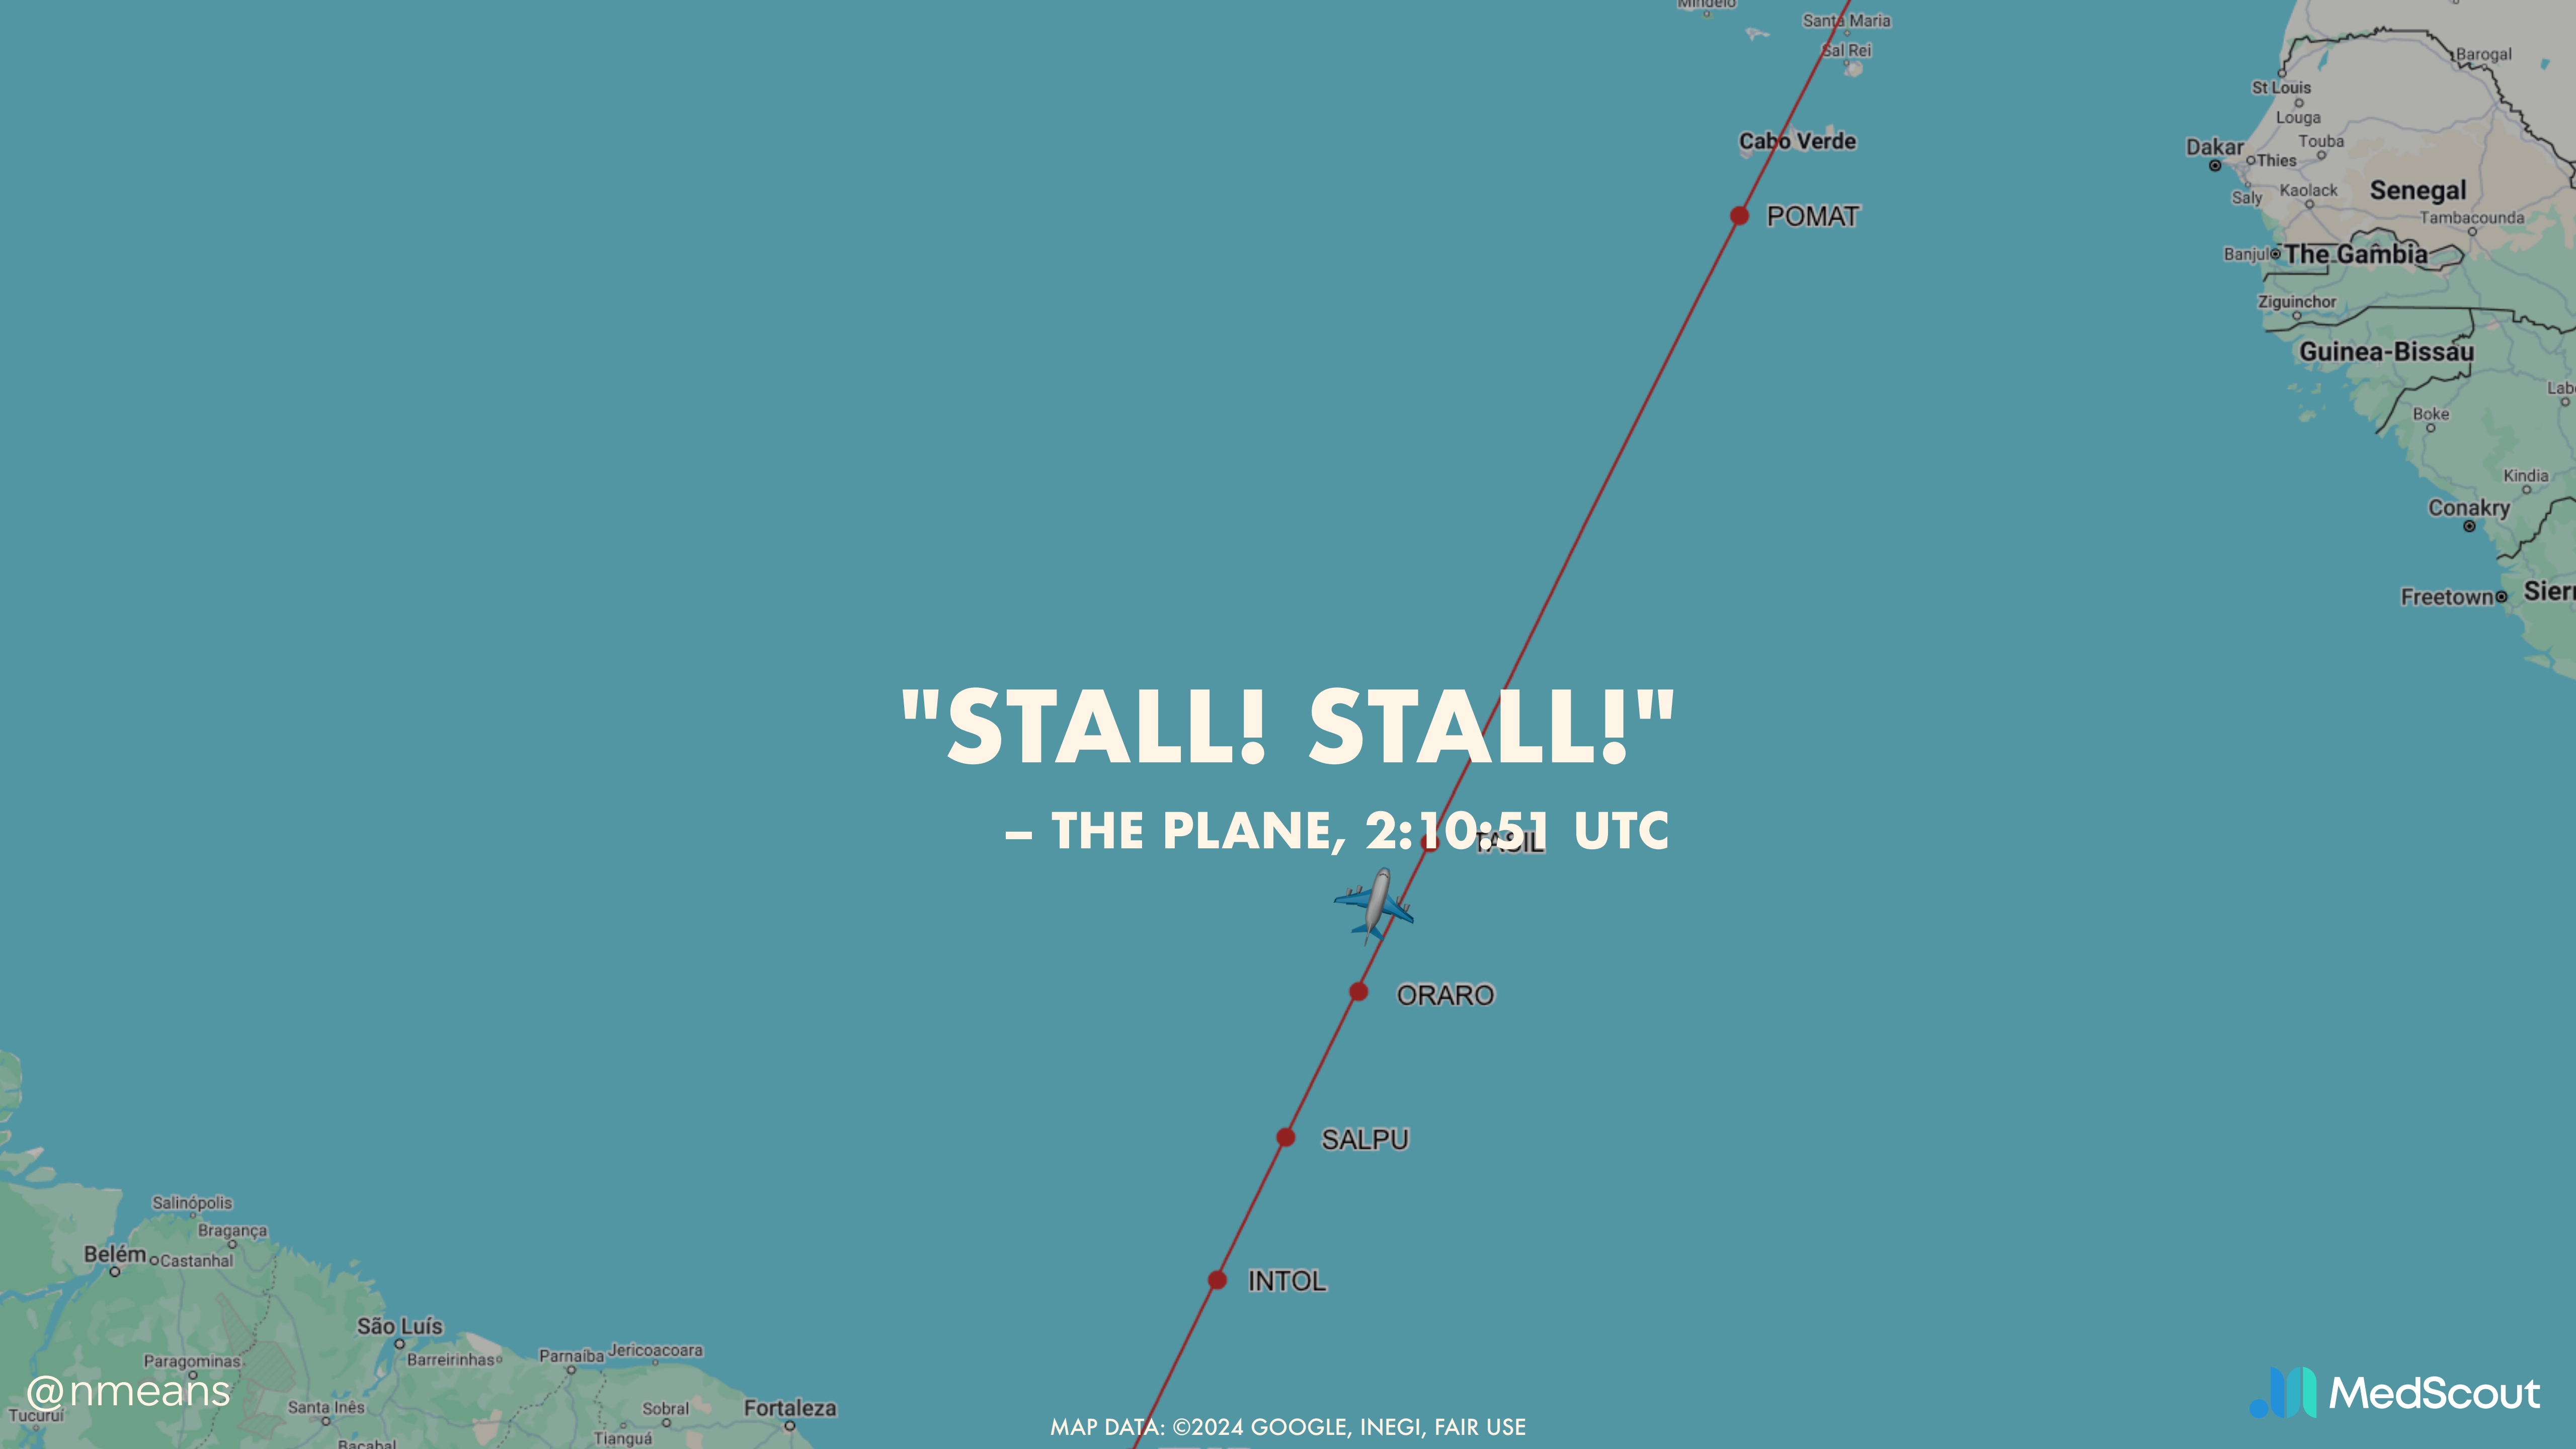 Mindelo
Santa Maria
Sal Rei
Cabo Verde
POMAT
Barogal
St Louis
Louga
Touba
Dakar
Thies
Kaolack
Saly
Senegal
Tambacounda
Banjul
The Gambia
Ziguinchor
Guinea-Bissau
Boke
Kindia
Conakry
Freetown
"STALL! STALL!"
– THE PLANE, 2:10:51 UTC
TASIL
ORARO
SALPU
INTOL
Salinópolis
Bragança
Belém
Castanhal
São Luís
Barreirinhas
Parnaíba
Jericoacoara
Paragominas
Tucuruí
Santa Inês
Bacabal
Sobral
Fortaleza
Tianguá
@nmeans
MAP DATA: ©2024 GOOGLE, INEGI, FAIR USE
MedScout